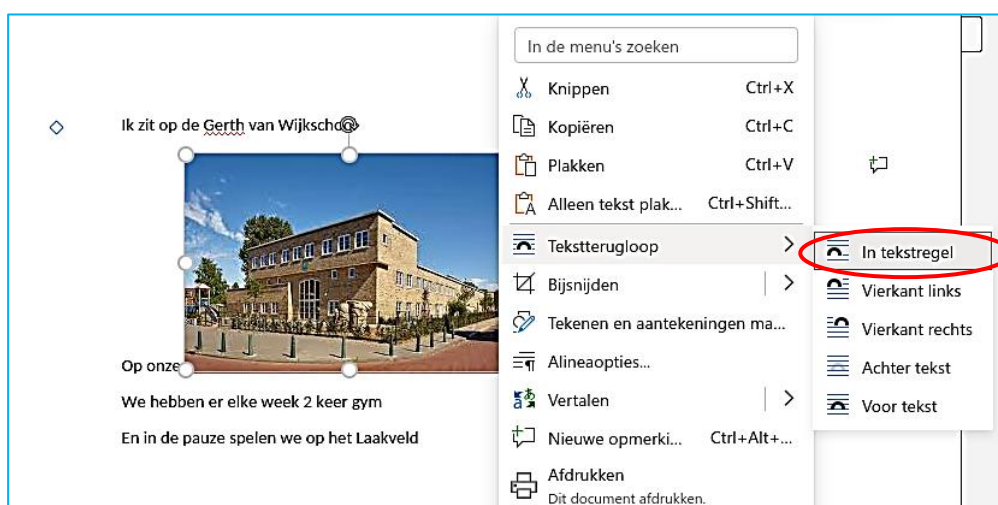 Ik zit op de Gerth van Wijkscho
Op onze
We hebben er elke week 2 keer gym
En in de pauze spelen we op het Laakveld
In de menu's zoeken
Knippen Ctrl+X
Kopiëren Ctrl+C
Plakken Ctrl+V
Alleen tekst plak... Ctrl+Shift...
Tekstterugloop
Bijsnijden
Tekenen en aantekeningen ma...
Alineaopties...
Vertalen
Nieuwe opmerki... Ctrl+Alt+...
Afdrukken
Dit document afdrukken.
In tekstregel
Vierkant links
Vierkant rechts
Achter tekst
Voor tekst